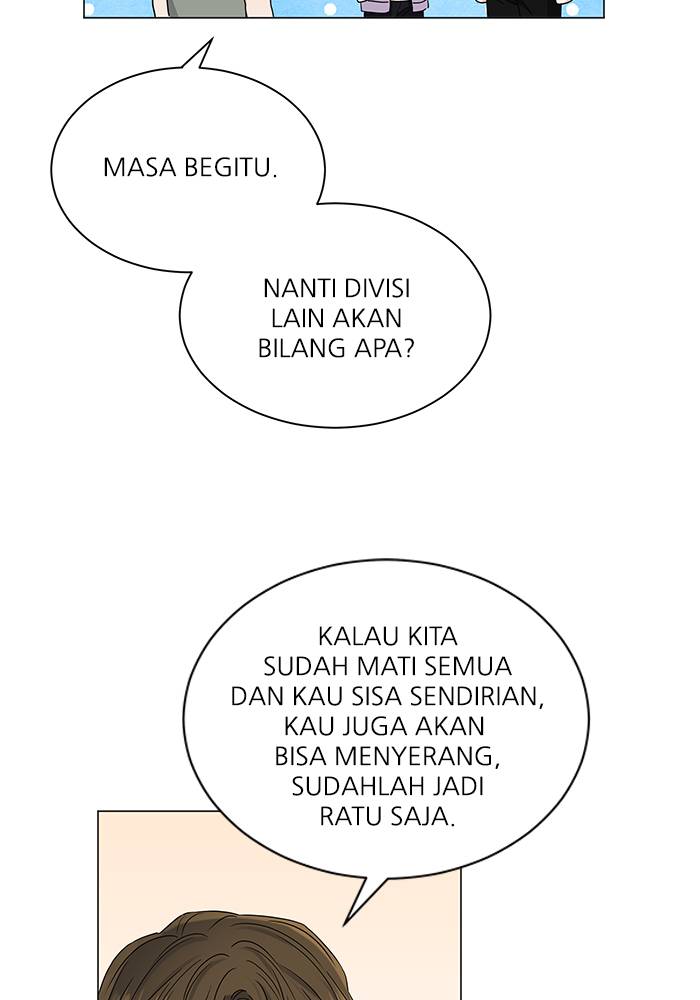 MASA BEGITU.
NANTI DIVISI
LAIN AKAN
BILANG APA?
KALAU KITA
SUDAH MATI SEMUA
DAN KAU SISA SENDIRIAN,
KAU JUGA AKAN
BISA MENYERANG,
SUDAHLAH JADI
RATU SAJA.